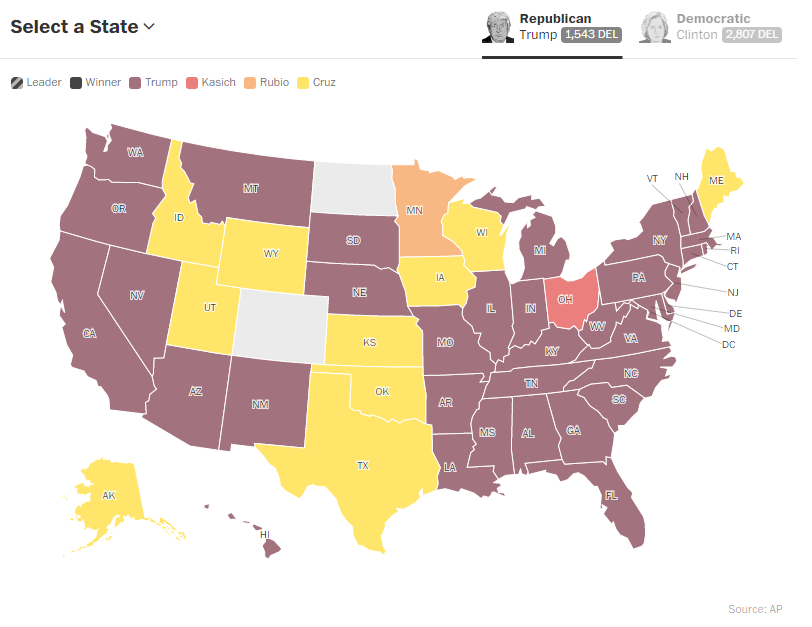 Select a State
Republican
Trump 1,543 DEL
Democratic
Clinton 2,807 DEL
Leader Winner Trump Kasich Rubio Cruz
WA
MT
OR
ID
MN
SD
WY
WI
MI
VT
NH
ME
NY
MA
RI
CT
NV
UT
NE
IA
PA
NJ
CA
KS
MO
IL
IN
OH
WV
VA
DE
MD
DC
KY
AZ
NM
OK
AR
TN
NC
SC
TX
LA
MS
AL
GA
FL
AK
HI
Source: AP